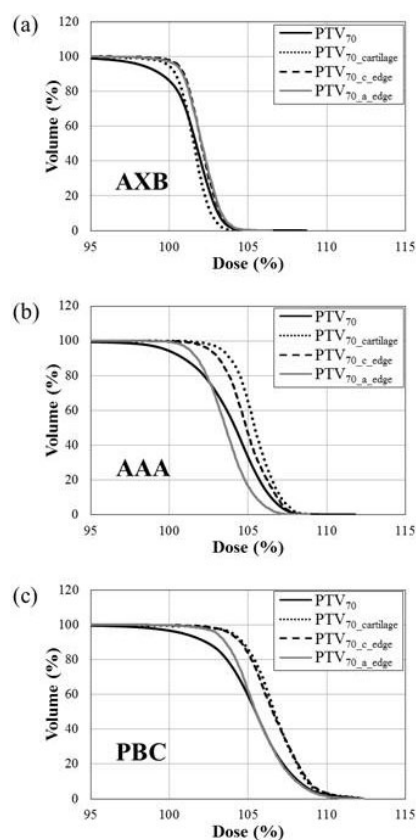 (a)
120
100
80
60
40
20
0
Volume (%)
PTV70
PTV70_cartilage
PTV70_c_edge
PTV70_a_edge
AXB
95 100 105 110 115
Dose (%)
(b)
120
100
80
60
40
20
0
Volume (%)
PTV70
PTV70_cartilage
PTV70_c_edge
PTV70_a_edge
AAA
95 100 105 110 115
Dose (%)
(c)
120
100
80
60
40
20
0
Volume (%)
PTV70
PTV70_cartilage
PTV70_c_edge
PTV70_a_edge
PBC
95 100 105 110 115
Dose (%)